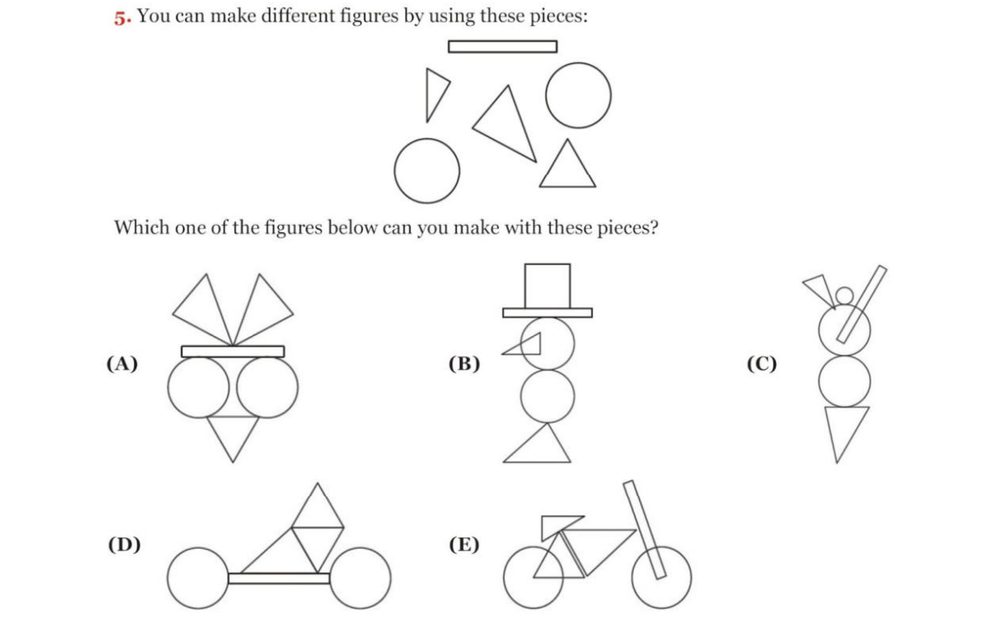 5. You can make different figures by using these pieces:
Which one of the figures below can you make with these pieces?
(A)
(B)
(C)
(D)
(E)